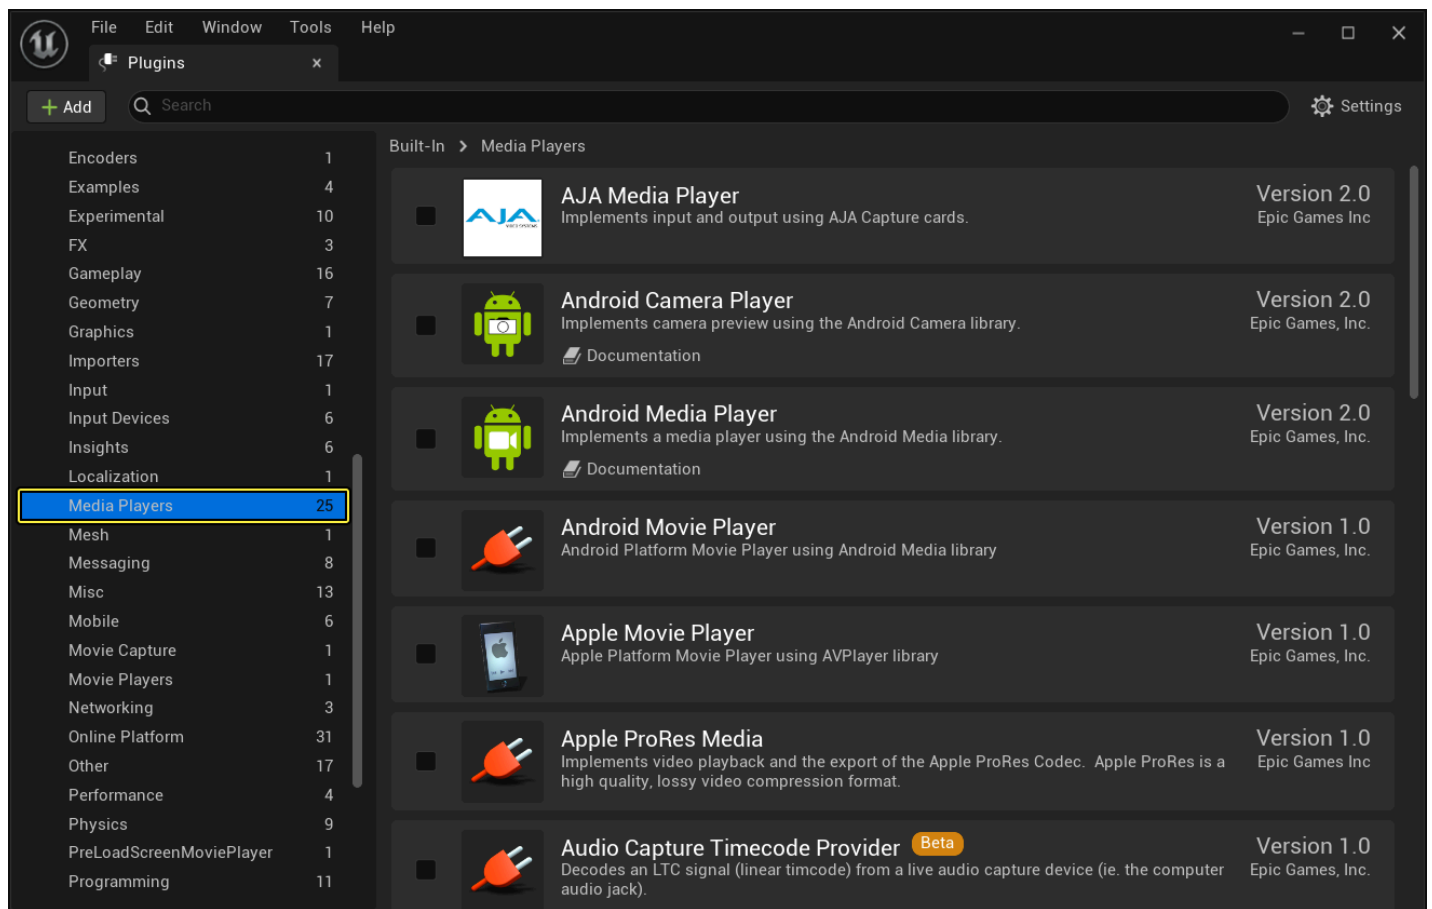 File Edit Window Tools Help
Plugins
Add
Search
Settings
Encoders 1
Examples 4
Experimental 10
FX 3
Gameplay 16
Geometry 7
Graphics 1
Importers 17
Input 1
Input Devices 6
Insights 6
Localization 1
Media Players 25
Mesh 1
Messaging 8
Misc 13
Mobile 6
Movie Capture 1
Movie Players 1
Networking 3
Online Platform 31
Other 17
Performance 4
Physics 9
PreLoadScreenMoviePlayer 1
Programming 11
Built-In > Media Players
AJA
VIDEO SYSTEMS
AJA Media Player
Version 2.0
Implements input and output using AJA Capture cards.
Epic Games Inc
Android Camera Player
Version 2.0
Implements camera preview using the Android Camera library.
Epic Games, Inc.
Documentation
Android Media Player
Version 2.0
Implements a media player using the Android Media library.
Epic Games, Inc.
Documentation
Android Movie Player
Version 1.0
Android Platform Movie Player using Android Media library
Epic Games, Inc.
Apple Movie Player
Version 1.0
Apple Platform Movie Player using AVPlayer library
Epic Games, Inc.
Apple ProRes Media
Version 1.0
Implements video playback and the export of the Apple ProRes Codec. Apple ProRes is a
Epic Games Inc
high quality, lossy video compression format.
Audio Capture Timecode Provider Beta
Version 1.0
Decodes an LTC signal (linear timcode) from a live audio capture device (ie. the computer
Epic Games, Inc.
audio jack).